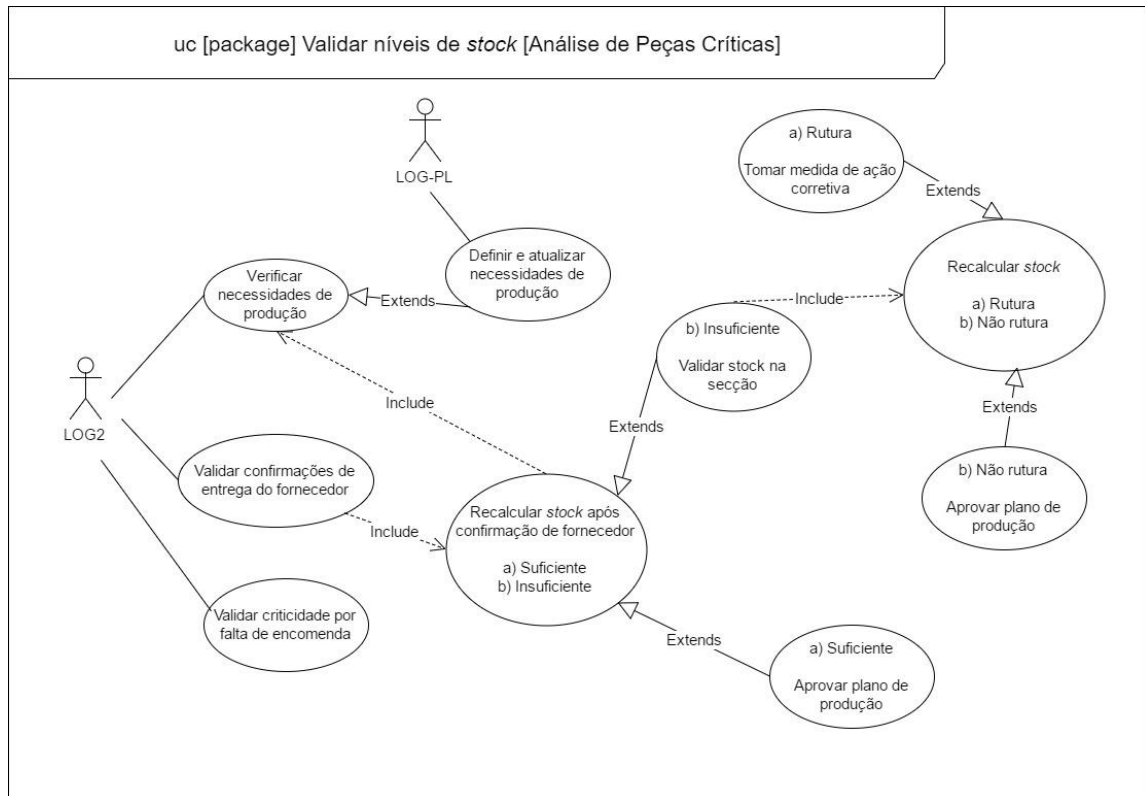 uc [package] Validar níveis de stock [Análise de Peças Críticas]
LOG-PL
a) Rutura
Tomar medida de ação
corretiva
Extends
Definir e atualizar
necessidades de
produção
Verificar
necessidades de
produção
Extends
Recalcular stock
a) Rutura
b) Não rutura
Include
b) Insuficiente
Validar stock na
secção
LOG2
Include
Extends
Extends
Validar confirmações de
entrega do fornecedor
Include
Recalcular stock após
confirmação de fornecedor
a) Suficiente
b) Insuficiente
b) Não rutura
Aprovar plano de
produção
Validar criticidade por
falta de encomenda
Extends
a) Suficiente
Aprovar plano de
produção